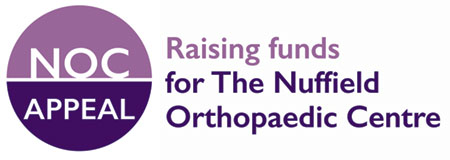 NOC
APPEAL
Raising funds
for The Nuffield
Orthopaedic Centre